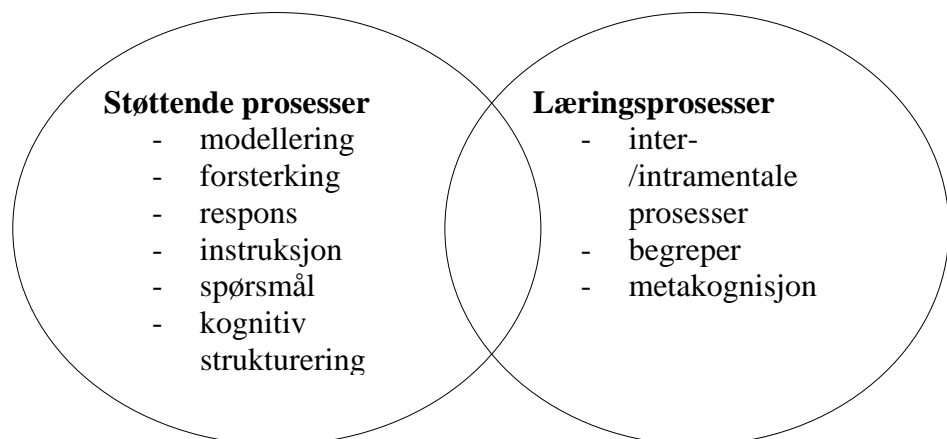 Støttende prosesser
- modellering
- forsterking
- respons
- instruksjon
- spørsmål
- kognitiv
strukturering
Læringsprosesser
- inter-
/intramentale
prosesser
- begreper
- metakognisjon